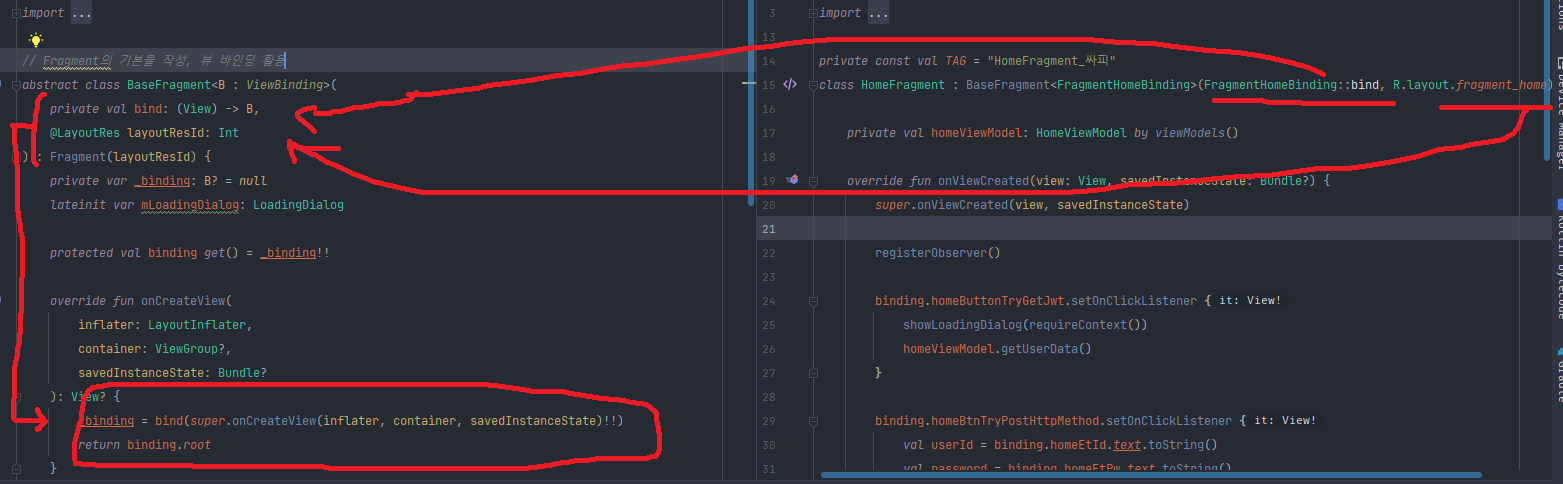 import ...
// Fragment의 기본을 작성, 뷰 바인딩 활용
abstract class BaseFragment<B : ViewBinding>(
private val bind: (View) -> B,
@LayoutRes layoutResId: Int
) : Fragment(layoutResId) {
private var _binding: B? = null
lateinit var mLoadingDialog: LoadingDialog
protected val binding get() = _binding!!
override fun onCreateView(
inflater: LayoutInflater,
container: ViewGroup?,
savedInstanceState: Bundle?
): View? {
_binding = bind(super.onCreateView(inflater, container, savedInstanceState)!!)
return binding.root
}
3 import ...
13
14 private const val TAG = "HomeFragment_싸피"
15 class HomeFragment : BaseFragment<FragmentHomeBinding>(FragmentHomeBinding::bind, R.layout.fragment_home)
16
17 private val homeViewModel: HomeViewModel by viewModels()
18
19 override fun onViewCreated(view: View, savedInstanceState: Bundle?) {
20 super.onViewCreated(view, savedInstanceState)
21
22 registerObserver()
23
24 binding.homeButtonTryGetJwt.setOnClickListener { it: View!
25 showLoadingDialog(requireContext())
26 homeViewModel.getUserData()
27 }
28
29 binding.homeBtnTryPostHttpMethod.setOnClickListener { it: View!
30 val userId = binding.homeEtId.text.toString()
31 val password = binding.homeEtPw.text.toString()
Device Manager
Kotlin Bytecode
Gradle